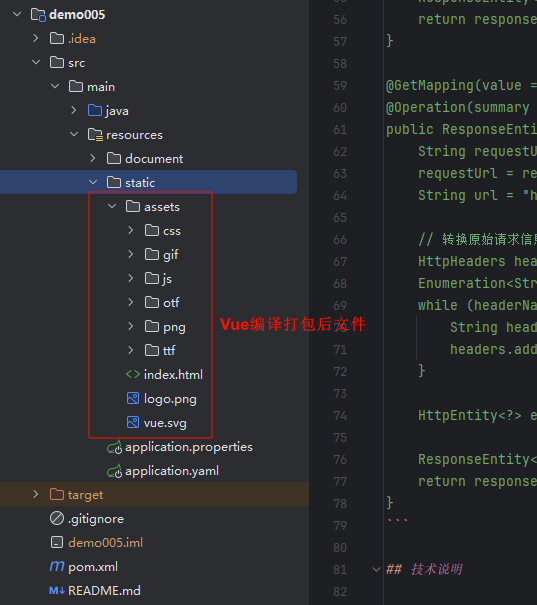 demo005
.idea
src
main
java
resources
document
static
assets
css
gif
js
otf
png
ttf
index.html
logo.png
vue.svg
application.properties
application.yaml
target
.gitignore
demo005.iml
pom.xml
README.md
Vue编译打包后文件
56 return response
57 }
58
59 @GetMapping(value =
60 @Operation(summary
61 public ResponseEnti
62 String requestU
63 requestUrl = re
64 String url = "h
65
66 // 转换原始请求信息
67 HttpHeaders hea
68 Enumeration<Str
69 while (headerNa
70 String head
71 headers.add
72 }
73
74 HttpEntity<?> e
75
76 ResponseEntity<
77 return response
78 }
79 ```
80
81 ## 技术说明
82